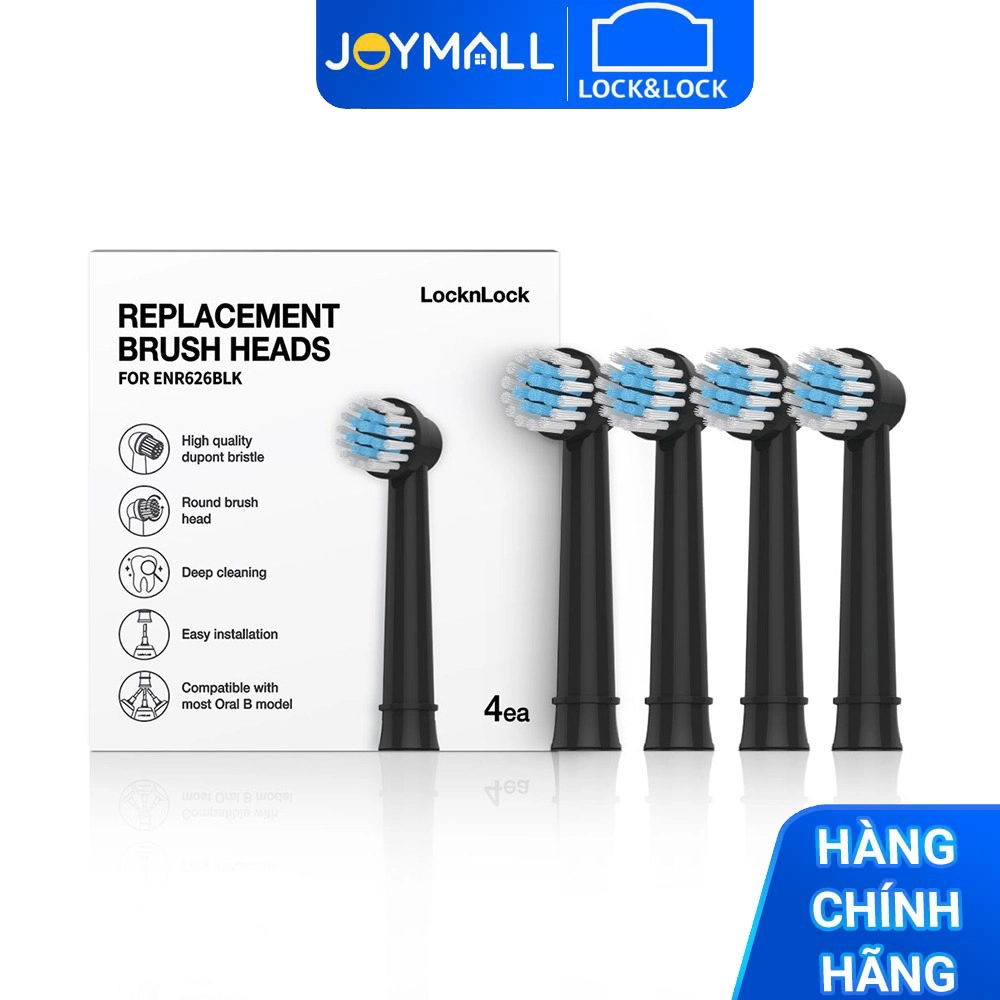 JOYMALL
LOCK&LOCK
LocknLock
REPLACEMENT
BRUSH HEADS
FOR ENR626BLK
High quality
dupont bristle
Round brush
head
Deep cleaning
Easy installation
Compatible with
most Oral B model
4ea
HÀNG
CHÍNH
HÃNG